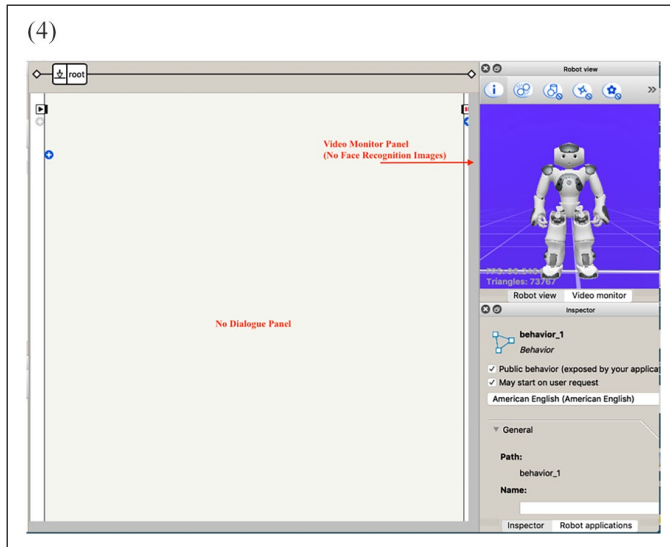 (4)
root
Robot view
Video Monitor Panel
(No Face Recognition Images)
Triangles: 73767
Robot view Video monitor
Inspector
No Dialogue Panel
behavior_1
Behavior
Public behavior (exposed by your applica
May start on user request
American English (American English)
General
Path:
behavior_1
Name:
Inspector Robot applications